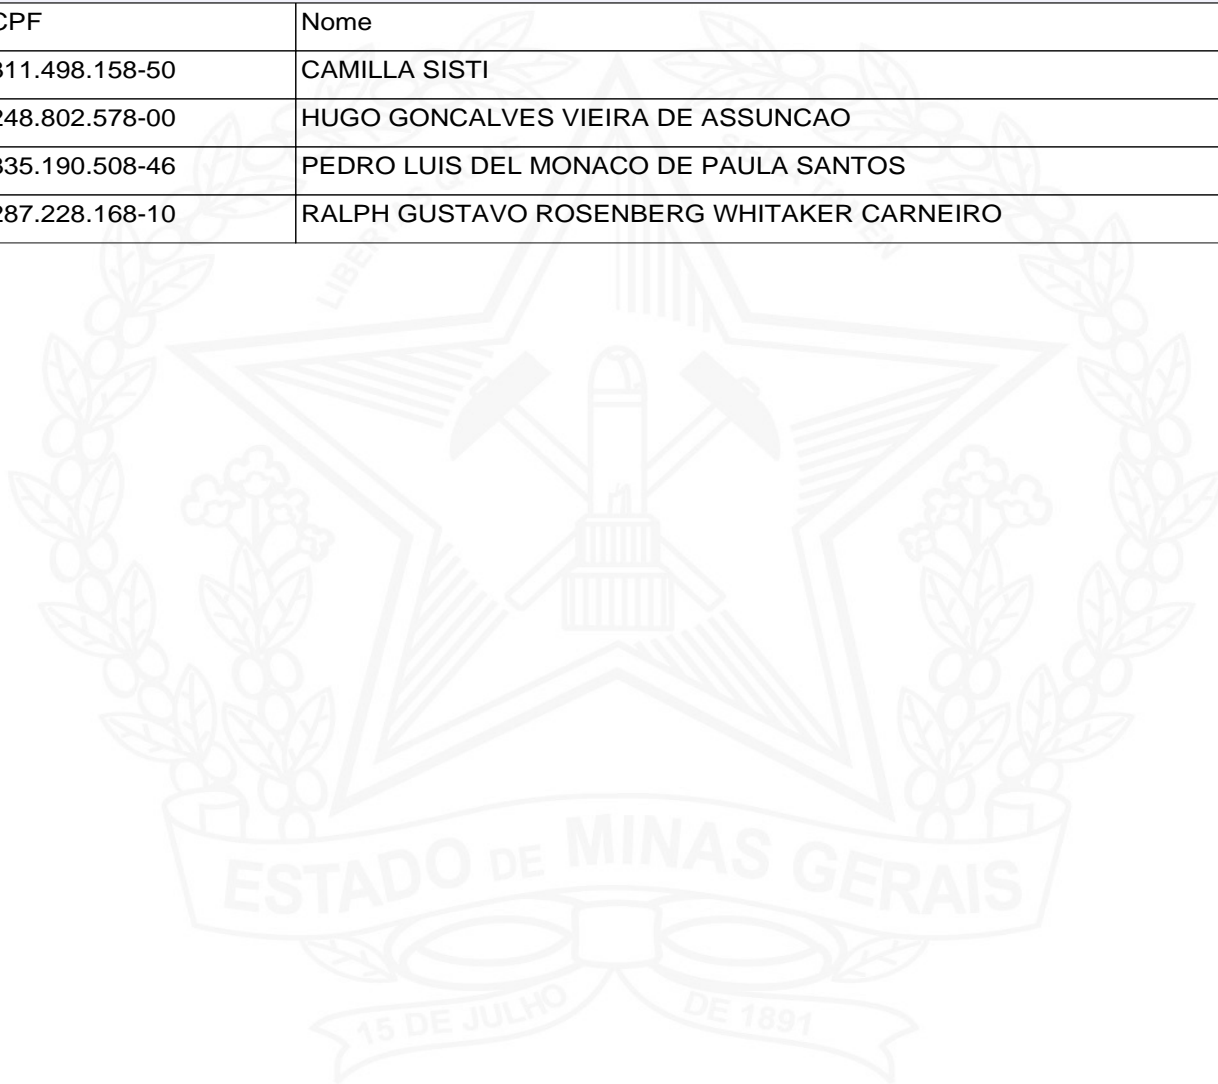 CPF Nome
311.498.158-50 CAMILLA SISTI
248.802.578-00 HUGO GONCALVES VIEIRA DE ASSUNCAO
335.190.508-46 PEDRO LUIS DEL MONACO DE PAULA SANTOS
287.228.168-10 RALPH GUSTAVO ROSENBERG WHITAKER CARNEIRO
ESTADO DE MINAS GERAIS
15 DE JULHO DE 1891